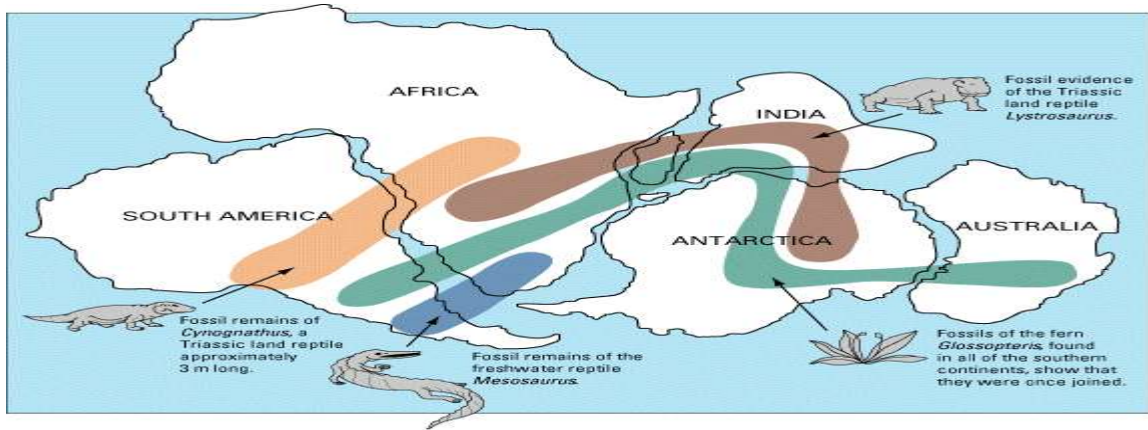 AFRICA
INDIA
Fossil evidence
of the Triassic
land reptile
Lystrosaurus.
SOUTH AMERICA
ANTARCTICA
AUSTRALIA
Fossil remains of
Cynognathus, a
Triassic land reptile
approximately
3 m long.
Fossil remains of the
freshwater reptile
Mesosaurus.
Fossils of the fern
Glossopteris, found
in all of the southern
continents, show that
they were once joined.